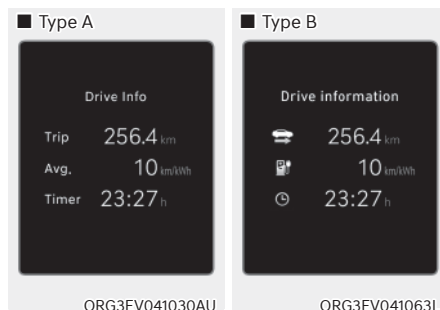 ■ Type A
Drive Info
Trip 256.4 km
Avg. 10 km/kWh
Timer 23:27 h
ORG3EV041030AU
■ Type B
Drive information
256.4 km
10 km/kWh
23:27 h